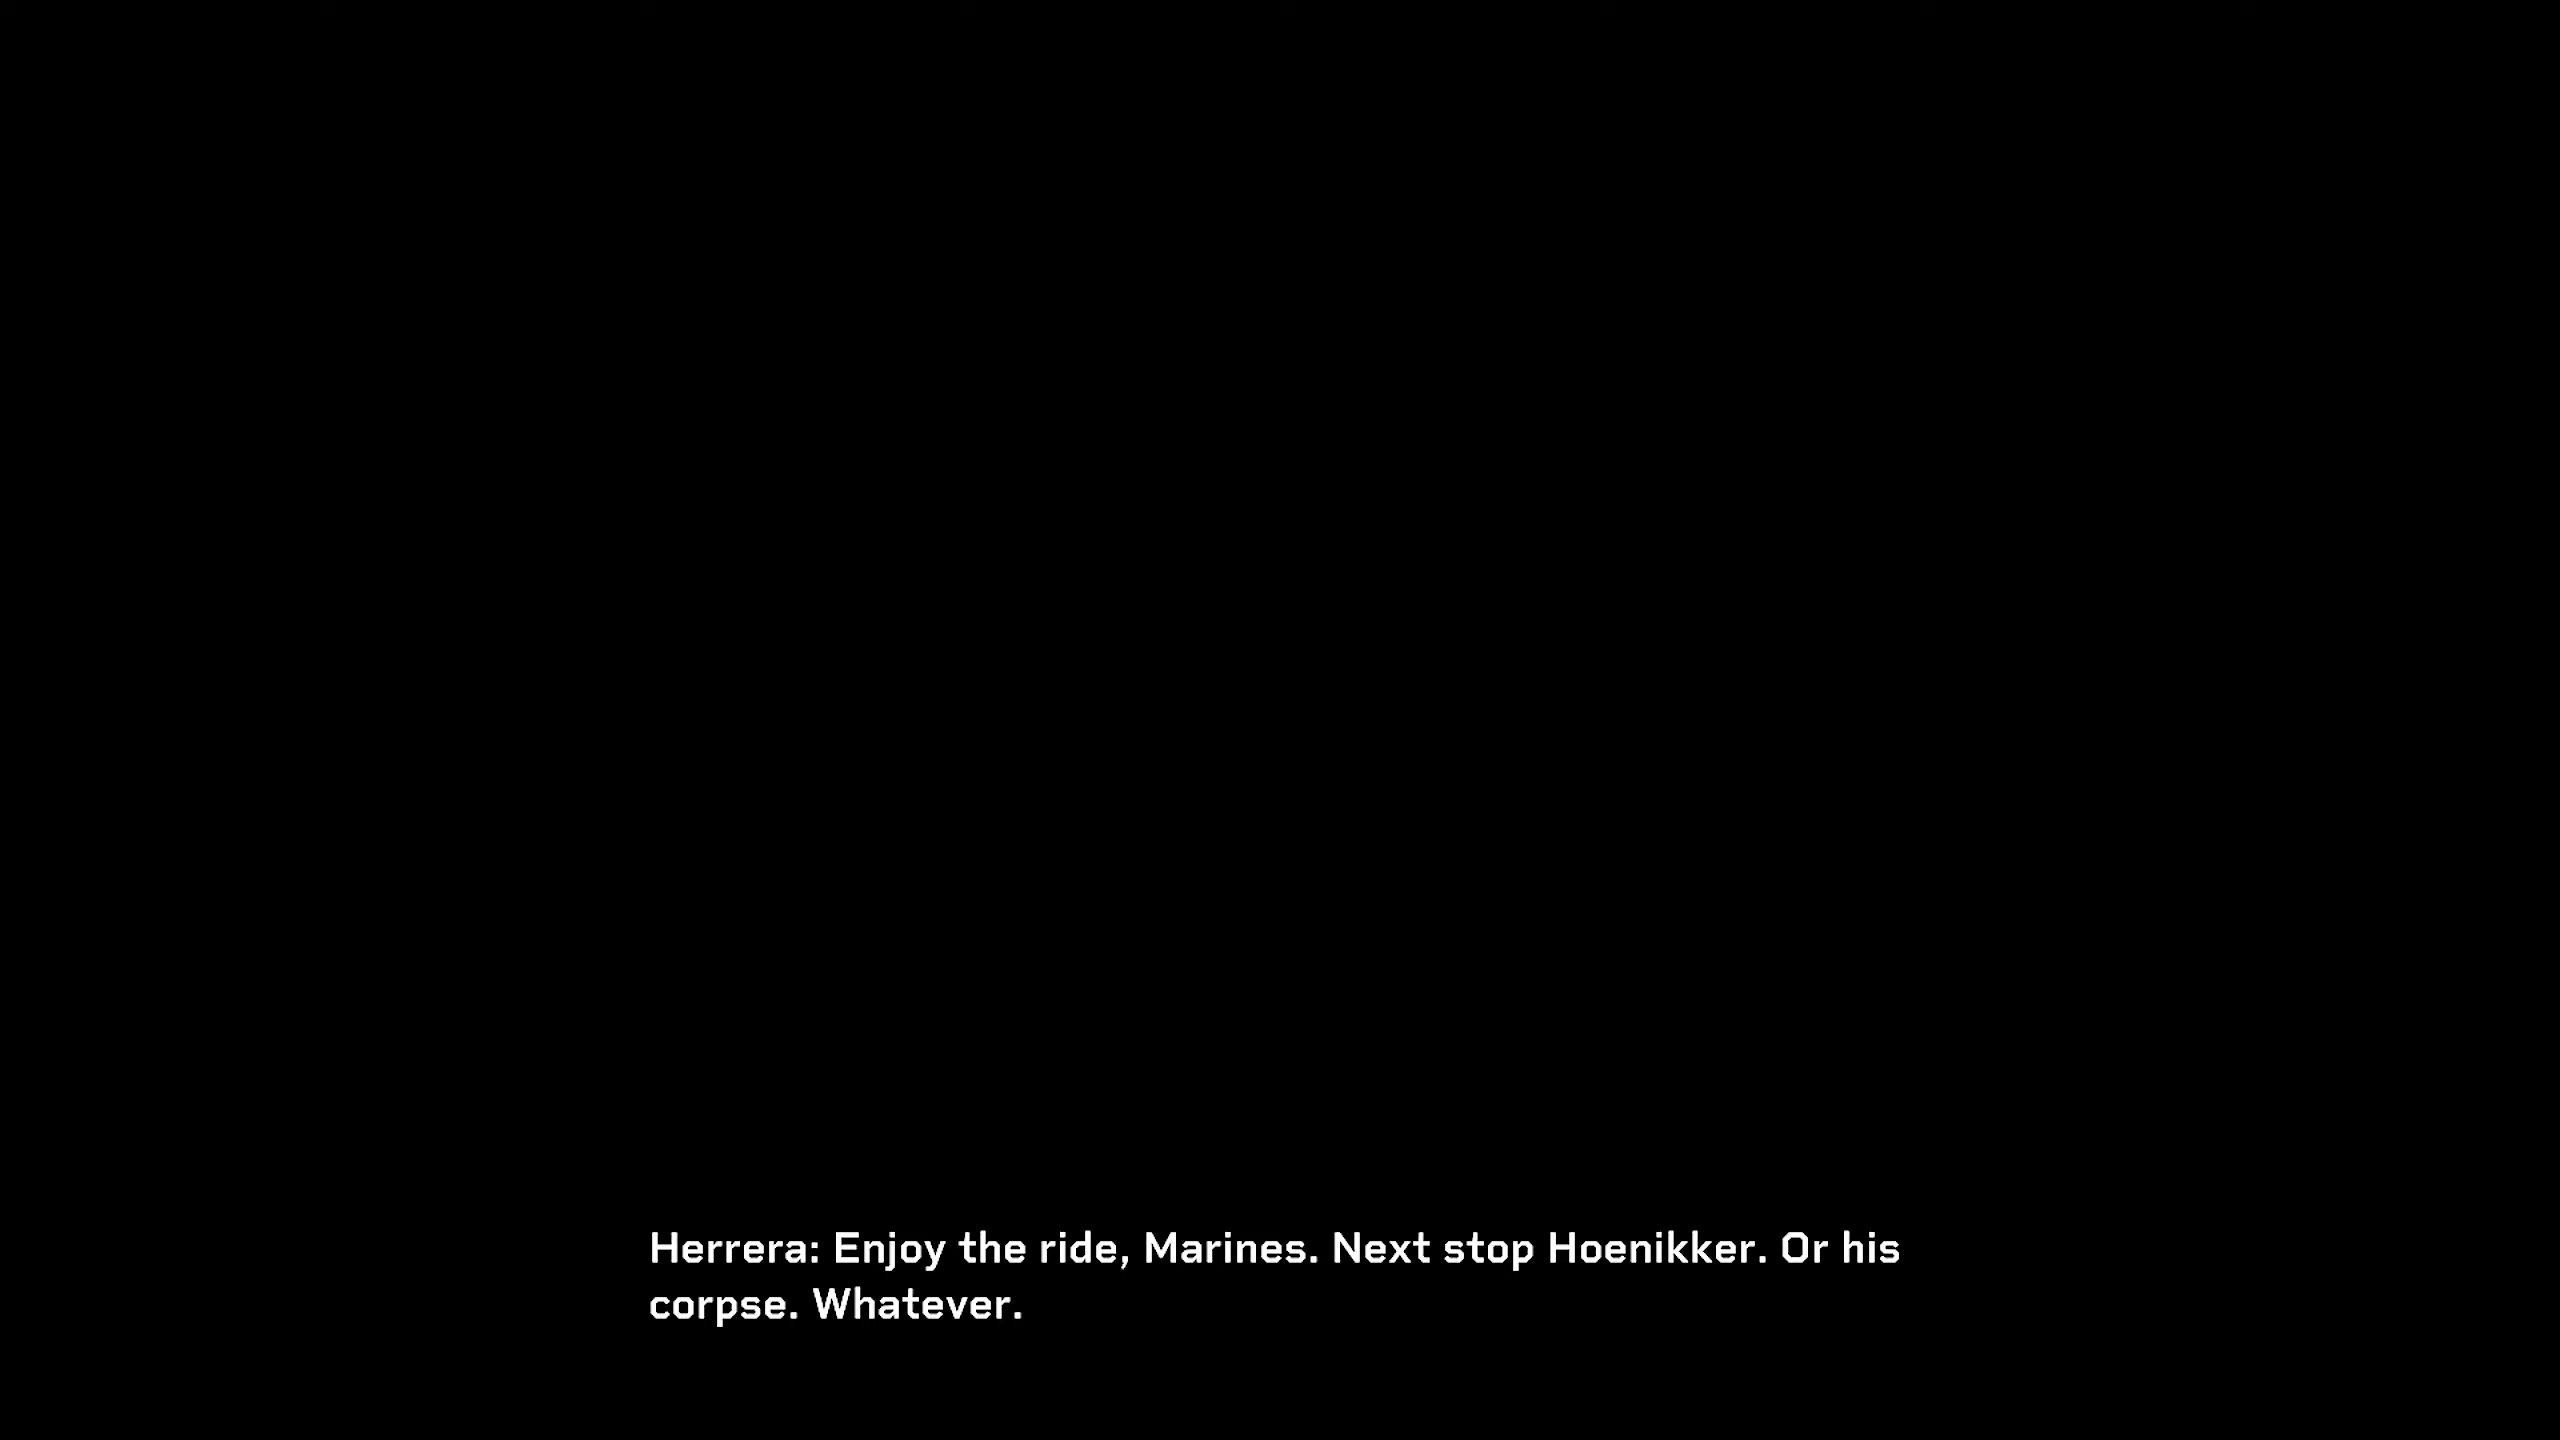 Herrera: Enjoy the ride, Marines. Next stop Hoenikker. Or his
corpse. Whatever.